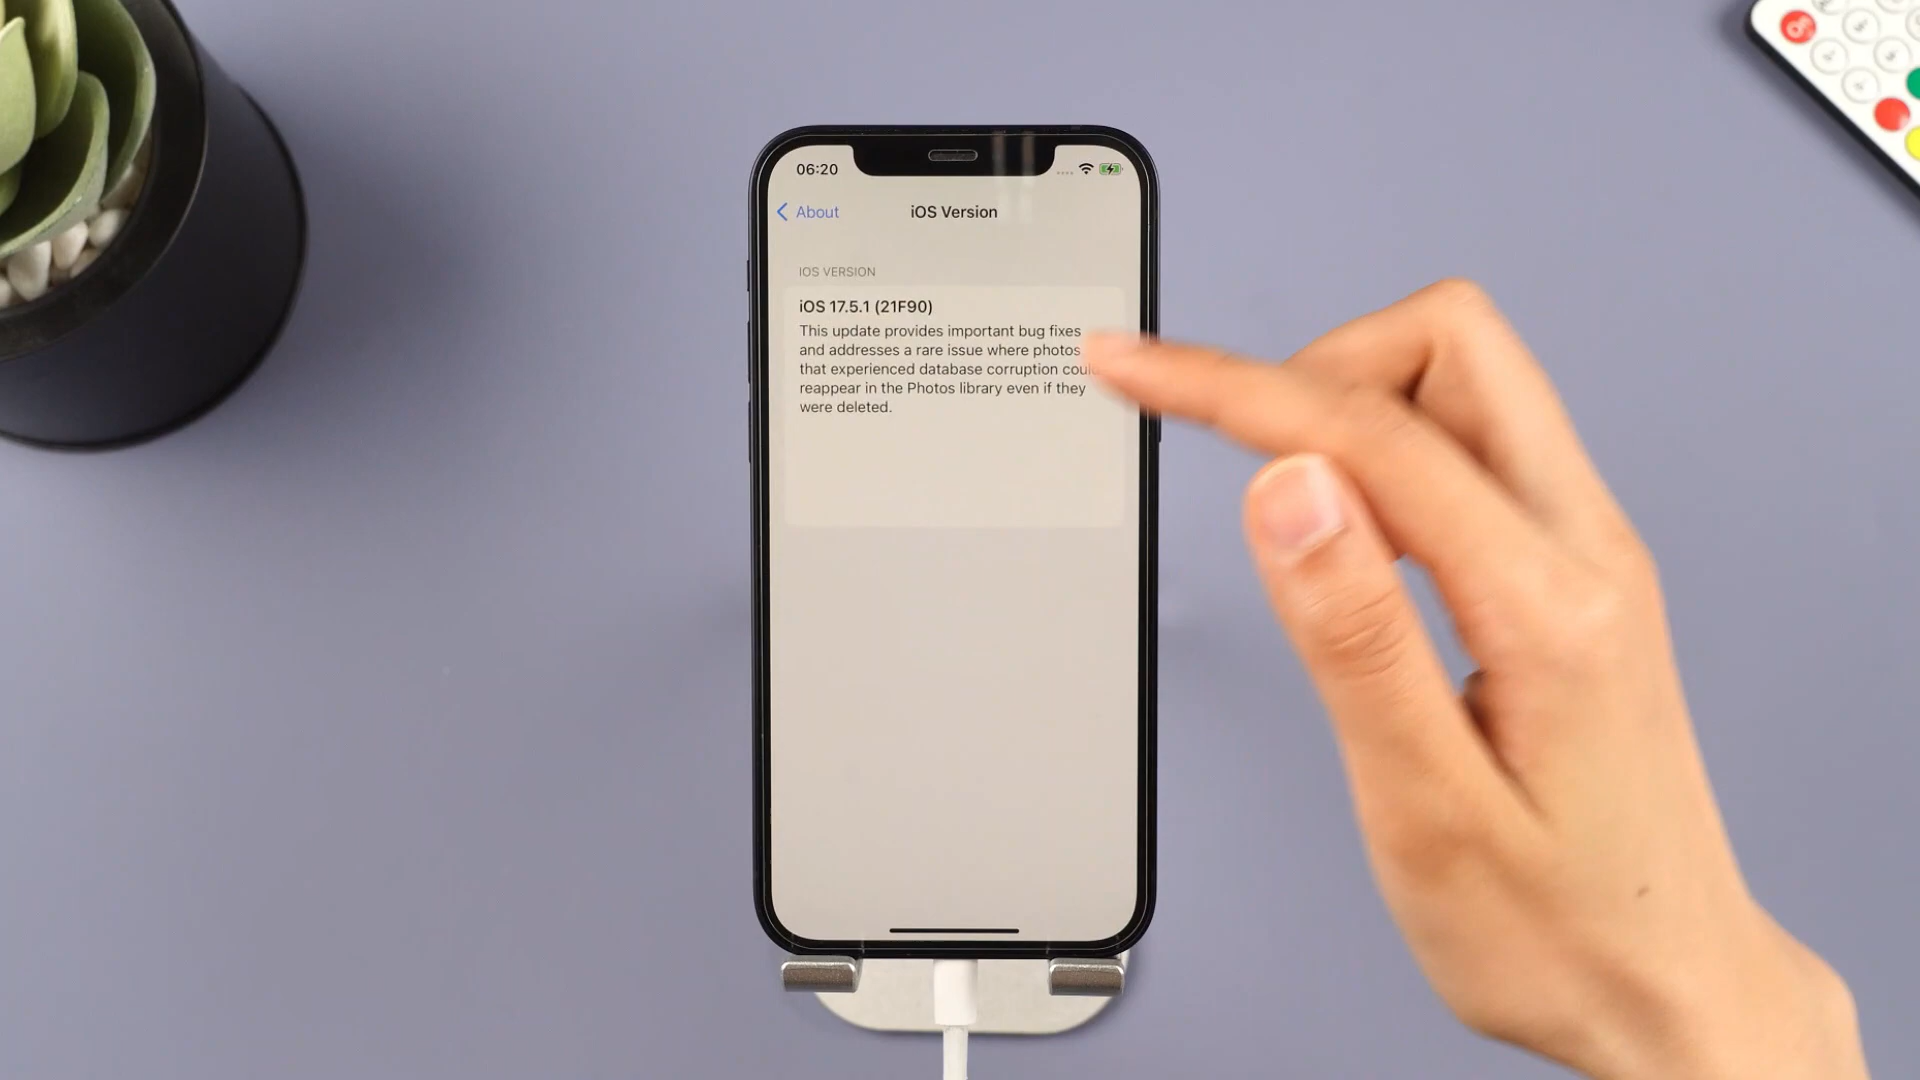 06:20
About
iOS Version
IOS VERSION
iOS 17.5.1 (21F90)
This update provides important bug fixes
and addresses a rare issue where photos
that experienced database corruption could
reappear in the Photos library even if they
were deleted.